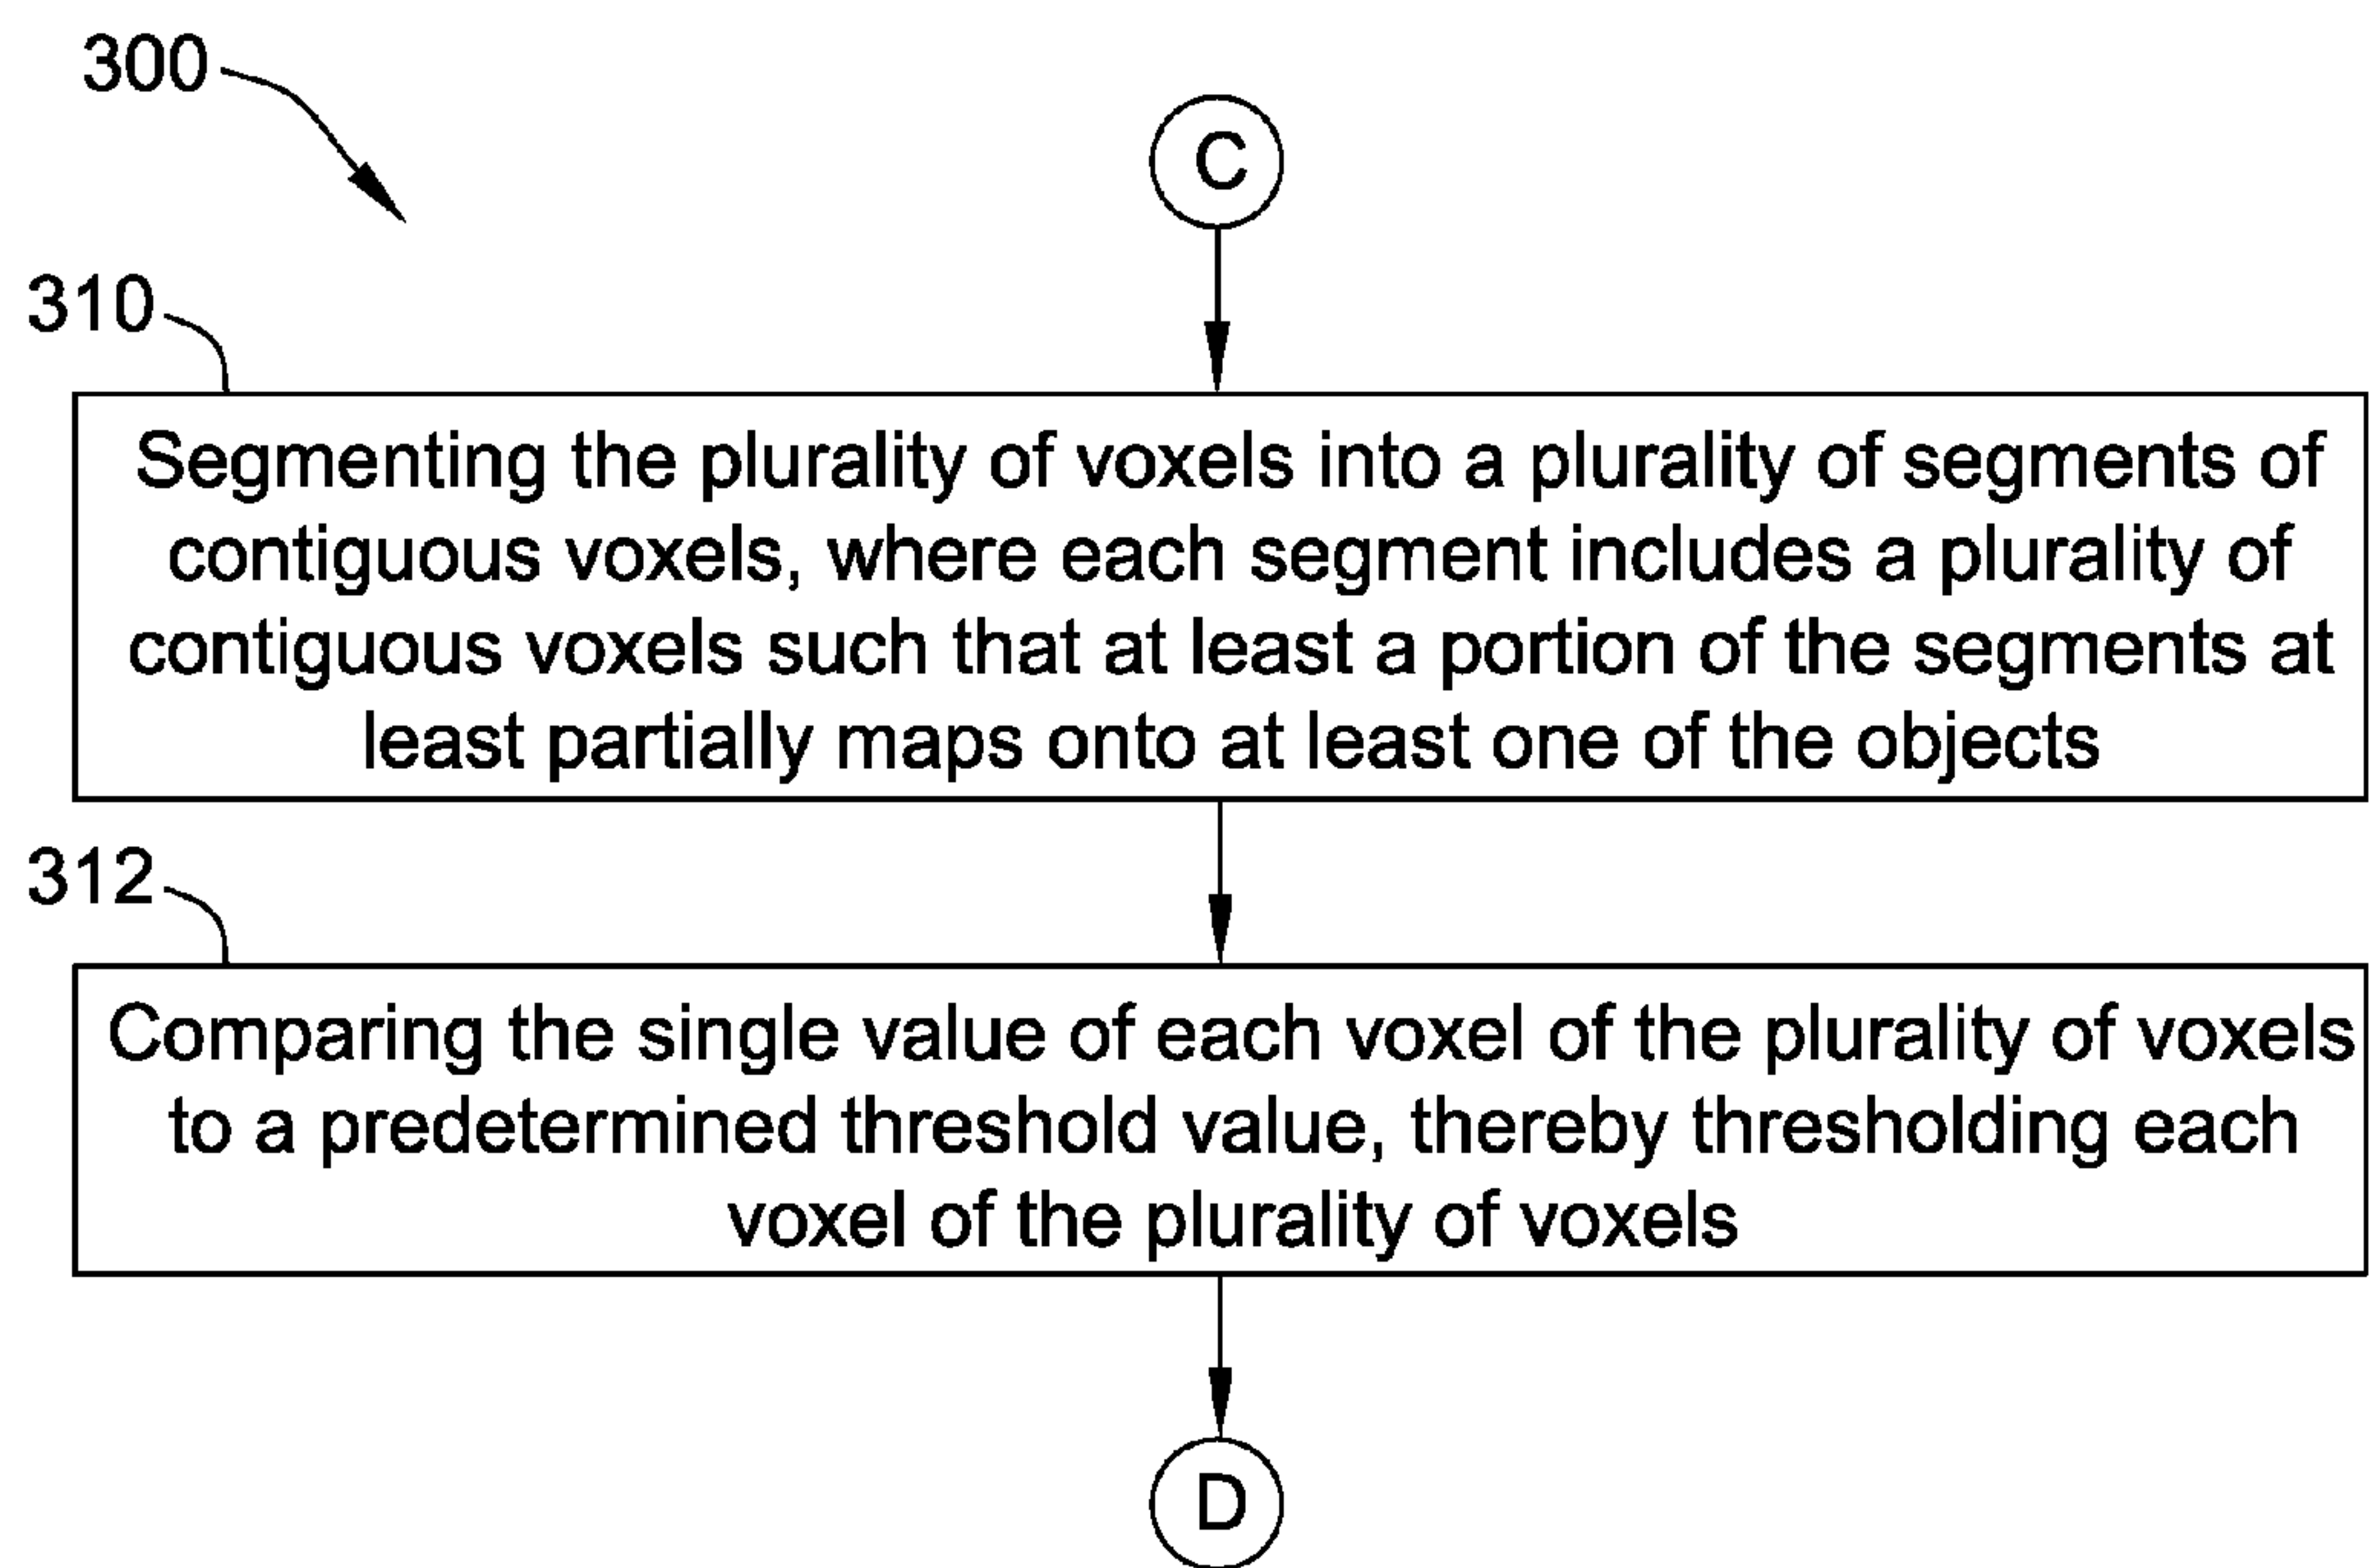 300
C
310
Segmenting the plurality of voxels into a plurality of segments of
contiguous voxels, where each segment includes a plurality of
contiguous voxels such that at least a portion of the segments at
least partially maps onto at least one of the objects
312
Comparing the single value of each voxel of the plurality of voxels
to a predetermined threshold value, thereby thresholding each
voxel of the plurality of voxels
D